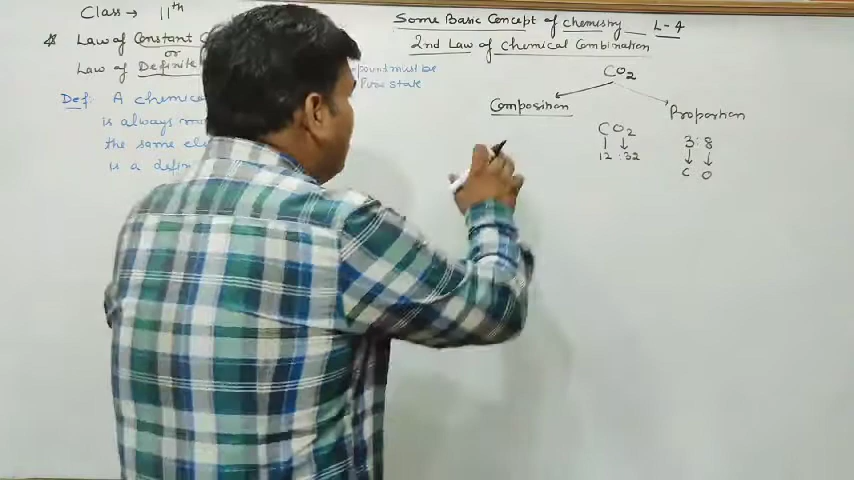 Class → 11th
Some Basic Concept of chemistry L-4
* Law of Constant
or
Law of Definite
2nd Law of Chemical Combination
pound must be
Pure state
Def: A chemica
is always
the same el
is a defin
CO2
Composition
Proportion
CO2
12 : 32
3:8
C O